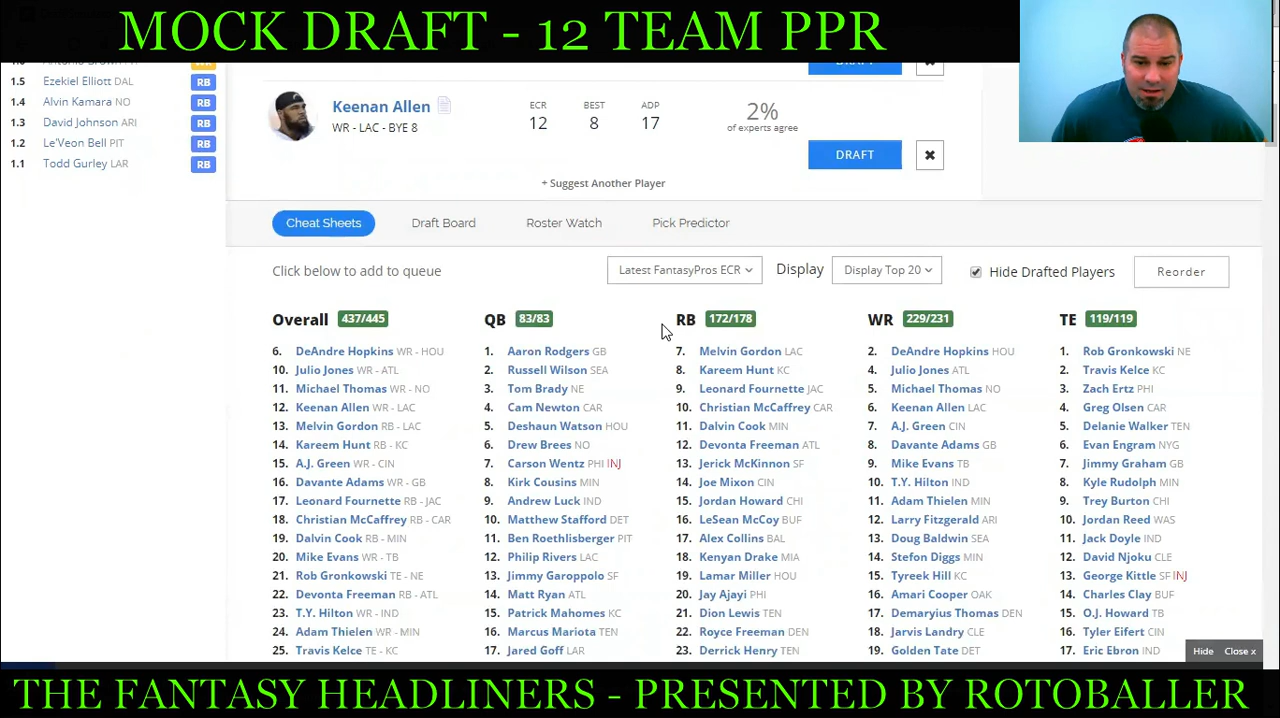 MOCK DRAFT - 12 TEAM PPR
1.5 Ezekiel Elliott DAL RB
1.4 Alvin Kamara NO RB
1.3 David Johnson ARI RB
1.2 Le'Veon Bell PIT RB
1.1 Todd Gurley LAR RB
Keenan Allen
WR - LAC - BYE 8
ECR BEST ADP
12 8 17
2%
of experts agree
DRAFT ✖
+ Suggest Another Player
Cheat Sheets Draft Board Roster Watch Pick Predictor
Click below to add to queue Latest FantasyPros ECR Display Display Top 20 Hide Drafted Players Reorder
Overall 437/445 QB 83/83 RB 172/178 WR 229/231 TE 119/119
6. DeAndre Hopkins WR - HOU 1. Aaron Rodgers GB 7. Melvin Gordon LAC 2. DeAndre Hopkins HOU 1. Rob Gronkowski NE
10. Julio Jones WR - ATL 2. Russell Wilson SEA 8. Kareem Hunt KC 4. Julio Jones ATL 2. Travis Kelce KC
11. Michael Thomas WR - NO 3. Tom Brady NE 9. Leonard Fournette JAC 5. Michael Thomas NO 3. Zach Ertz PHI
12. Keenan Allen WR - LAC 4. Cam Newton CAR 10. Christian McCaffrey CAR 6. Keenan Allen LAC 4. Greg Olsen CAR
13. Melvin Gordon RB - LAC 5. Deshaun Watson HOU 11. Dalvin Cook MIN 7. A.J. Green CIN 5. Delanie Walker TEN
14. Kareem Hunt RB - KC 6. Drew Brees NO 12. Devonta Freeman ATL 8. Davante Adams GB 6. Evan Engram NYG
15. A.J. Green WR - CIN 7. Carson Wentz PHI INJ 13. Jerick McKinnon SF 9. Mike Evans TB 7. Jimmy Graham GB
16. Davante Adams WR - GB 8. Kirk Cousins MIN 14. Joe Mixon CIN 10. T.Y. Hilton IND 8. Kyle Rudolph MIN
17. Leonard Fournette RB - JAC 9. Andrew Luck IND 15. Jordan Howard CHI 11. Adam Thielen MIN 9. Trey Burton CHI
18. Christian McCaffrey RB - CAR 10. Matthew Stafford DET 16. LeSean McCoy BUF 12. Larry Fitzgerald ARI 10. Jordan Reed WAS
19. Dalvin Cook RB - MIN 11. Ben Roethlisberger PIT 17. Alex Collins BAL 13. Doug Baldwin SEA 11. Jack Doyle IND
20. Mike Evans WR - TB 12. Philip Rivers LAC 18. Kenyan Drake MIA 14. Stefon Diggs MIN 12. David Njoku CLE
21. Rob Gronkowski TE - NE 13. Jimmy Garoppolo SF 19. Lamar Miller HOU 15. Tyreek Hill KC 13. George Kittle SF INJ
22. Devonta Freeman RB - ATL 14. Matt Ryan ATL 20. Jay Ajayi PHI 16. Amari Cooper OAK 14. Charles Clay BUF
23. T.Y. Hilton WR - IND 15. Patrick Mahomes KC 21. Dion Lewis TEN 17. Demaryius Thomas DEN 15. O.J. Howard TB
24. Adam Thielen WR - MIN 16. Marcus Mariota TEN 22. Royce Freeman DEN 18. Jarvis Landry CLE 16. Tyler Eifert CIN
25. Travis Kelce TE - KC 17. Jared Goff LAR 23. Derrick Henry TEN 19. Golden Tate DET 17. Eric Ebron IND
Hide Close x
THE FANTASY HEADLINERS - PRESENTED BY ROTOBALLER